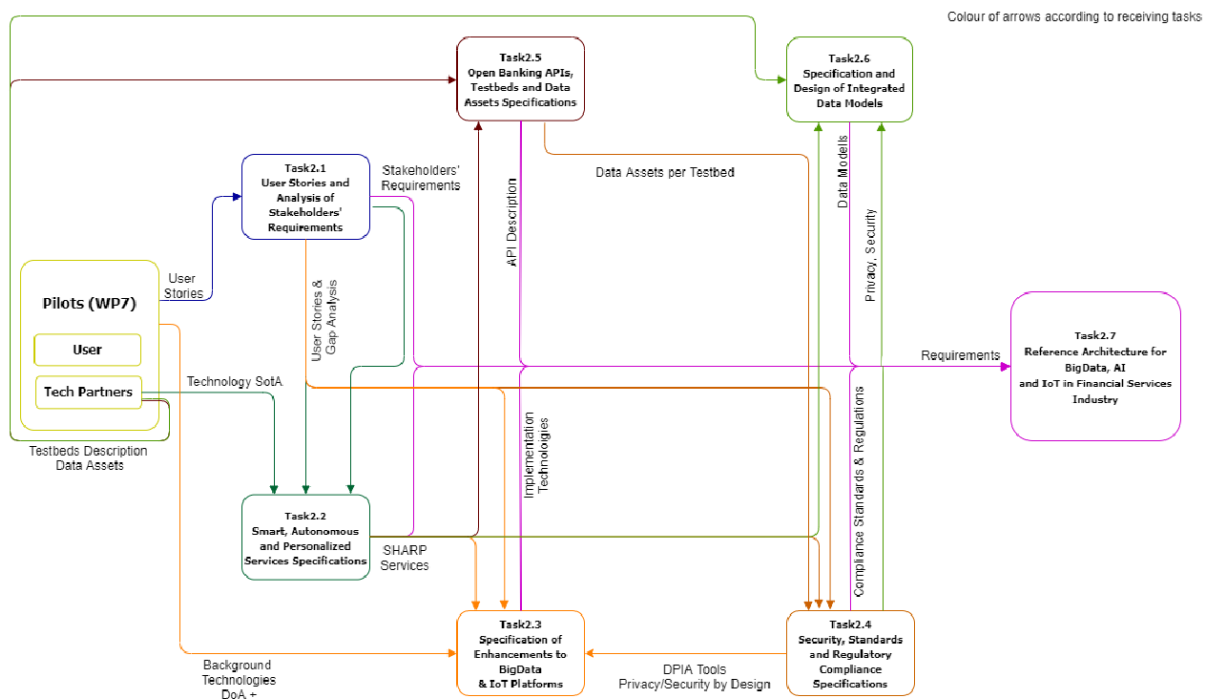 Colour of arrows according to receiving tasks
Task2.5
Open Banking APIs,
Testbeds and Data
Assets Specifications
Task2.6
Specification and
Design of Integrated
Data Models
Task2.1
User Stories and
Analysis of
Stakeholders'
Requirements
Stakeholders'
Requirements
Data Assets per Testbed
API Description
Data Modells
Privacy, Security
Pilots (WP7)
User
Tech Partners
User
Stories
User Stories &
Gap Analysis
Technology SotA
Testbeds Description
Data Assets
Requirements
Task2.7
Reference Architecture for
BigData, AI
and IoT in Financial Services
Industry
Implementation
Technoloigies
Compliance Standards & Regulations
Task2.2
Smart, Autonomous
and Personalized
Services Specifications
SHARP
Services
Task2.3
Specification of
Enhancements to
BigData
& IoT Platforms
Task2.4
Security, Standards
and Regulatory
Compliance
Specifications
Background
Technologies
DoA +
DPIA Tools
Privacy/Security by Design